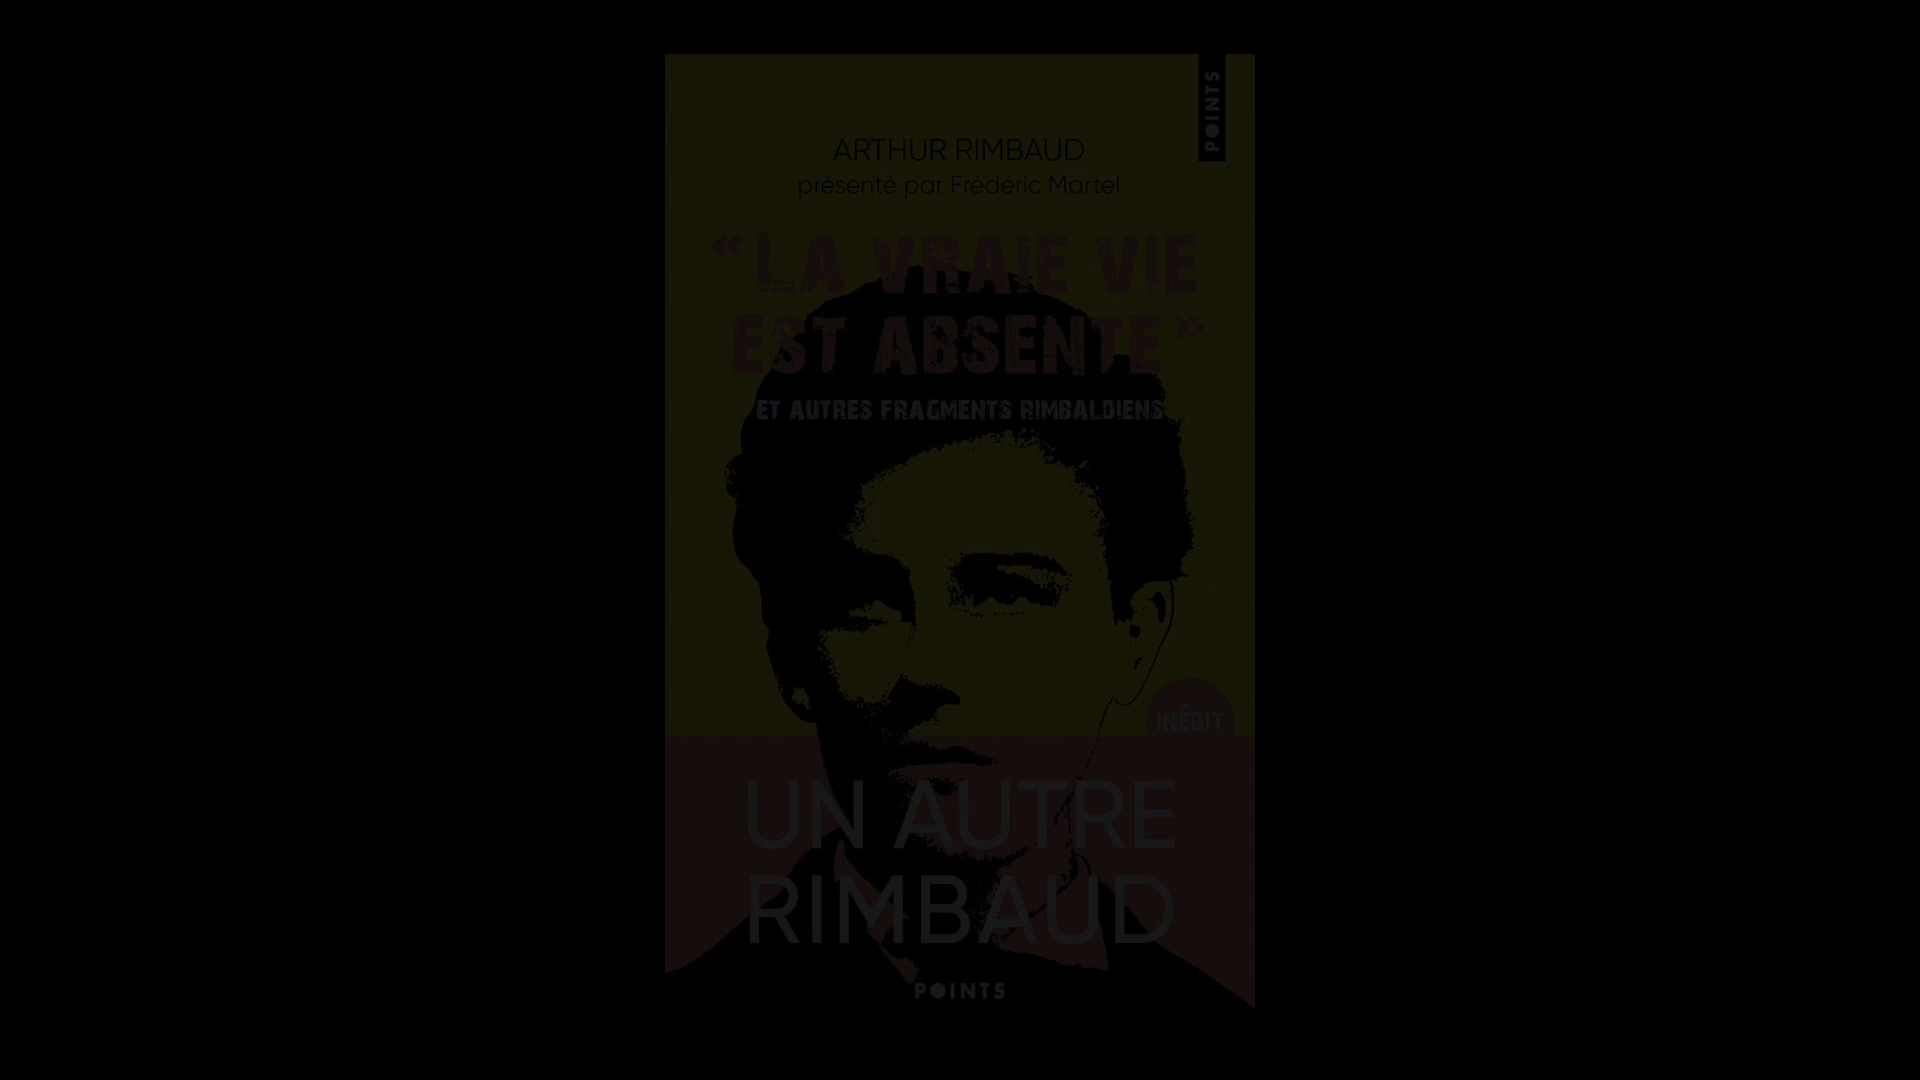 POINTS
ARTHUR RIMBAUD
présenté par Frédéric Martel
“LA VRAIE VIE
EST ABSENTE”
ET AUTRES FRAGMENTS RIMBALDIENS
INÉDIT
UN AUTRE
RIMBAUD
POINTS